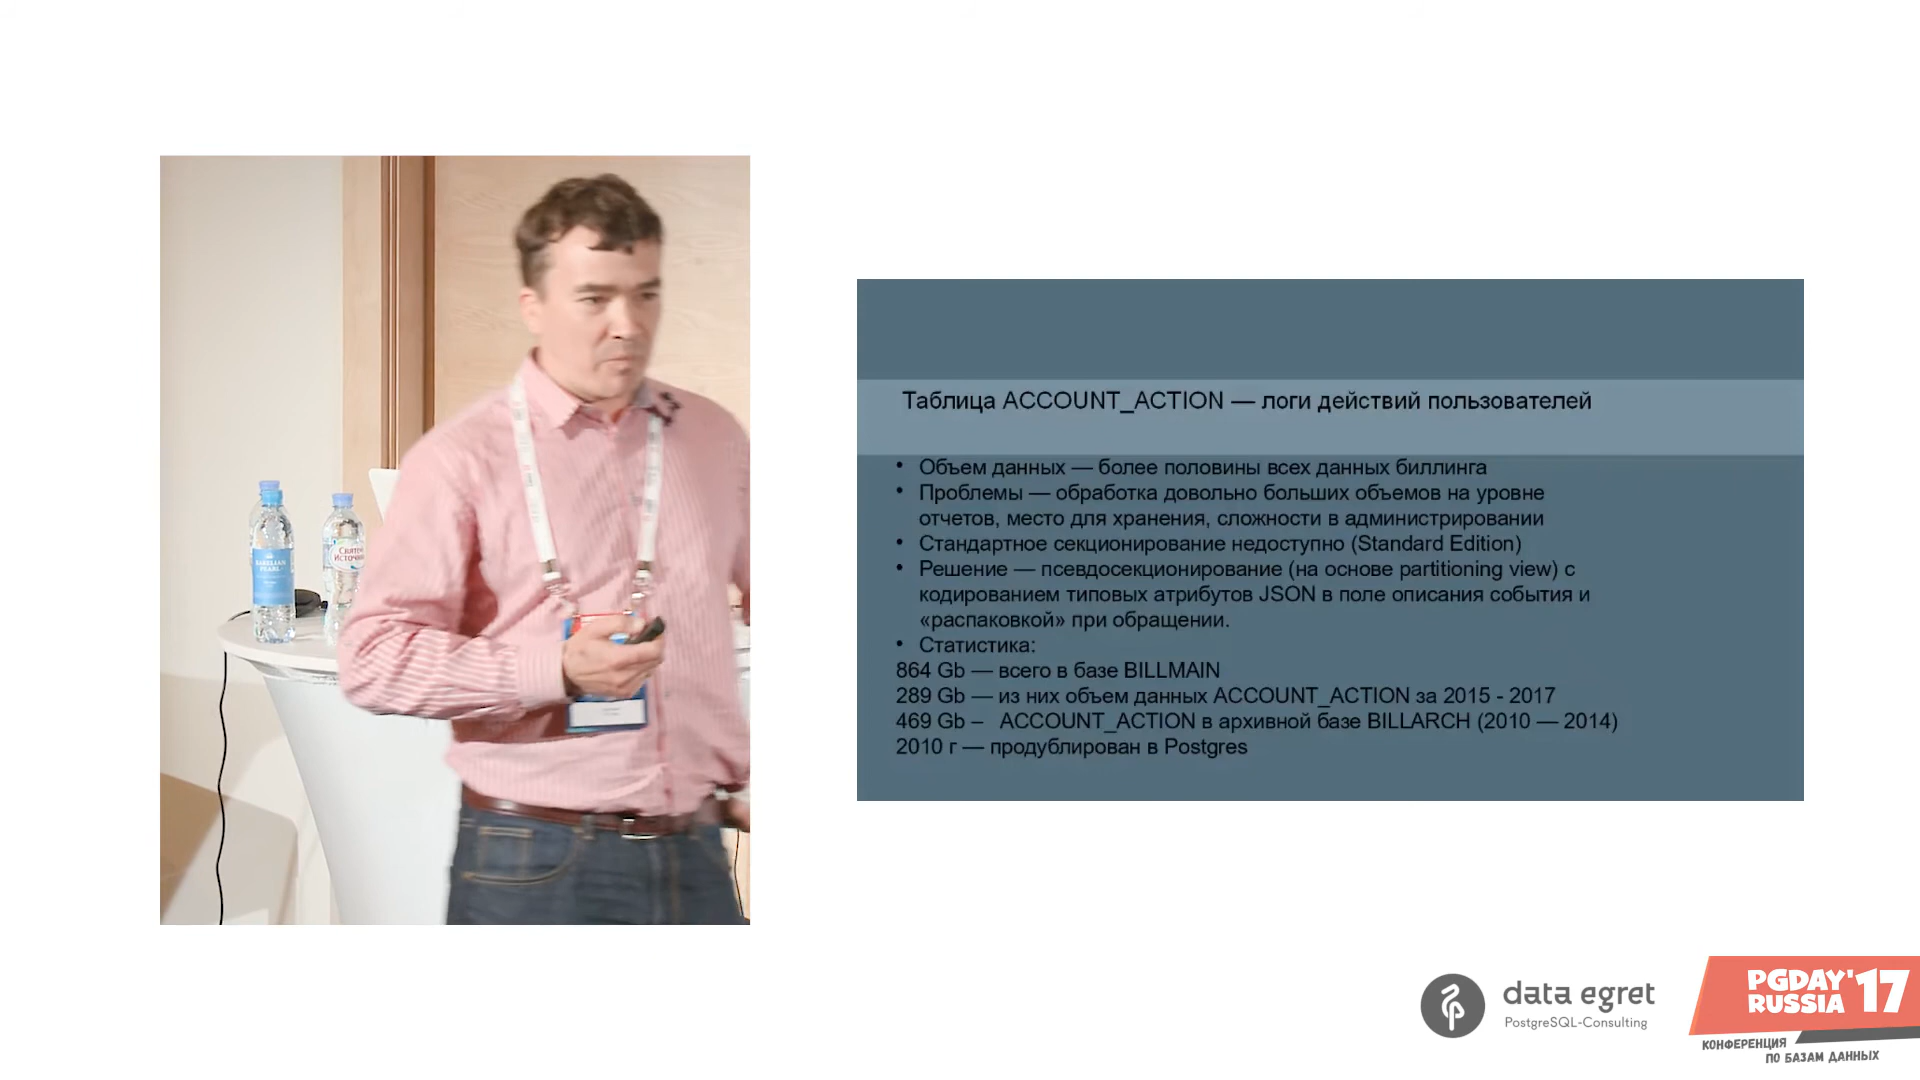 Таблица ACCOUNT_ACTION — логи действий пользователей
• Объем данных — более половины всех данных биллинга
• Проблемы — обработка довольно больших объемов на уровне
отчетов, место для хранения, сложности в администрировании
• Стандартное секционирование недоступно (Standard Edition)
• Решение — псевдосекционирование (на основе partitioning view) с
кодированием типовых атрибутов JSON в поле описания события и
«распаковкой» при обращении.
• Статистика:
864 Gb — всего в базе BILLMAIN
289 Gb — из них объем данных ACCOUNT_ACTION за 2015 - 2017
469 Gb – ACCOUNT_ACTION в архивной базе BILLARCH (2010 — 2014)
2010 г — продублирован в Postgres
KARELIAN
PEARL
Святой
Источник
data egret
PostgreSQL-Consulting
PGDAY'17
RUSSIA
КОНФЕРЕНЦИЯ
ПО БАЗАМ ДАННЫХ